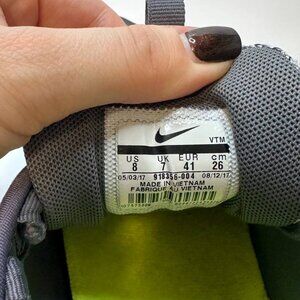 VTM
US UK EUR cm
8 7 41 26
05/03/17 918356-004 08/12/17
MADE IN VIETNAM
FABRIQUÉ AU VIETNAM